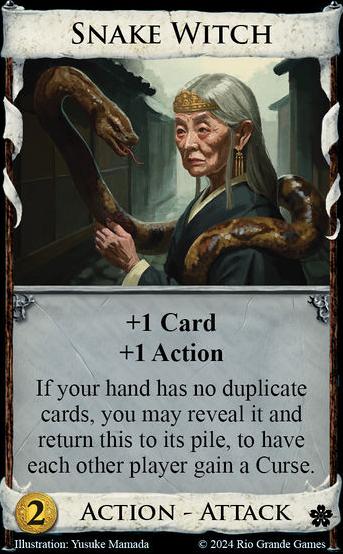 SNAKE WITCH
+1 Card
+1 Action
If your hand has no duplicate
cards, you may reveal it and
return this to its pile, to have
each other player gain a Curse.
2
ACTION - ATTACK
Illustration: Yusuke Mamada
© 2024 Rio Grande Games